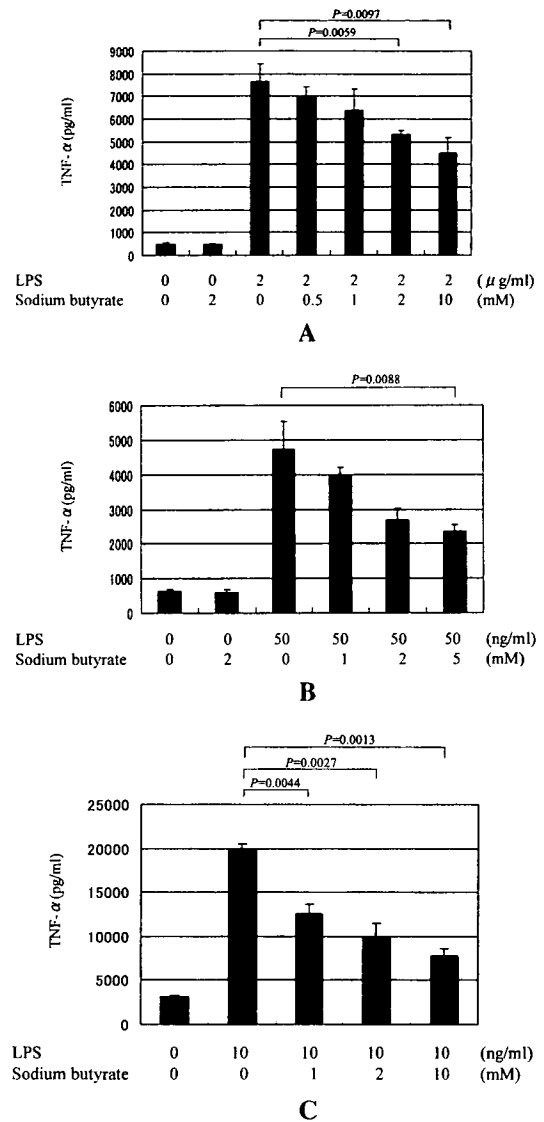 P=0.0097
P=0.0059
9000
8000
7000
6000
5000
4000
3000
2000
1000
0
TNF-α(pg/ml)
LPS 0 0 2 2 2 2 2 (μg/ml)
Sodium butyrate 0 2 0 0.5 1 2 10 (mM)
A
P=0.0088
6000
5000
4000
3000
2000
1000
0
TNF-α(pg/ml)
LPS 0 0 50 50 50 50 (ng/ml)
Sodium butyrate 0 2 0 1 2 5 (mM)
B
P=0.0013
P=0.0027
P=0.0044
25000
20000
15000
10000
5000
0
TNF-α(pg/ml)
LPS 0 10 10 10 10 (ng/ml)
Sodium butyrate 0 0 1 2 10 (mM)
C